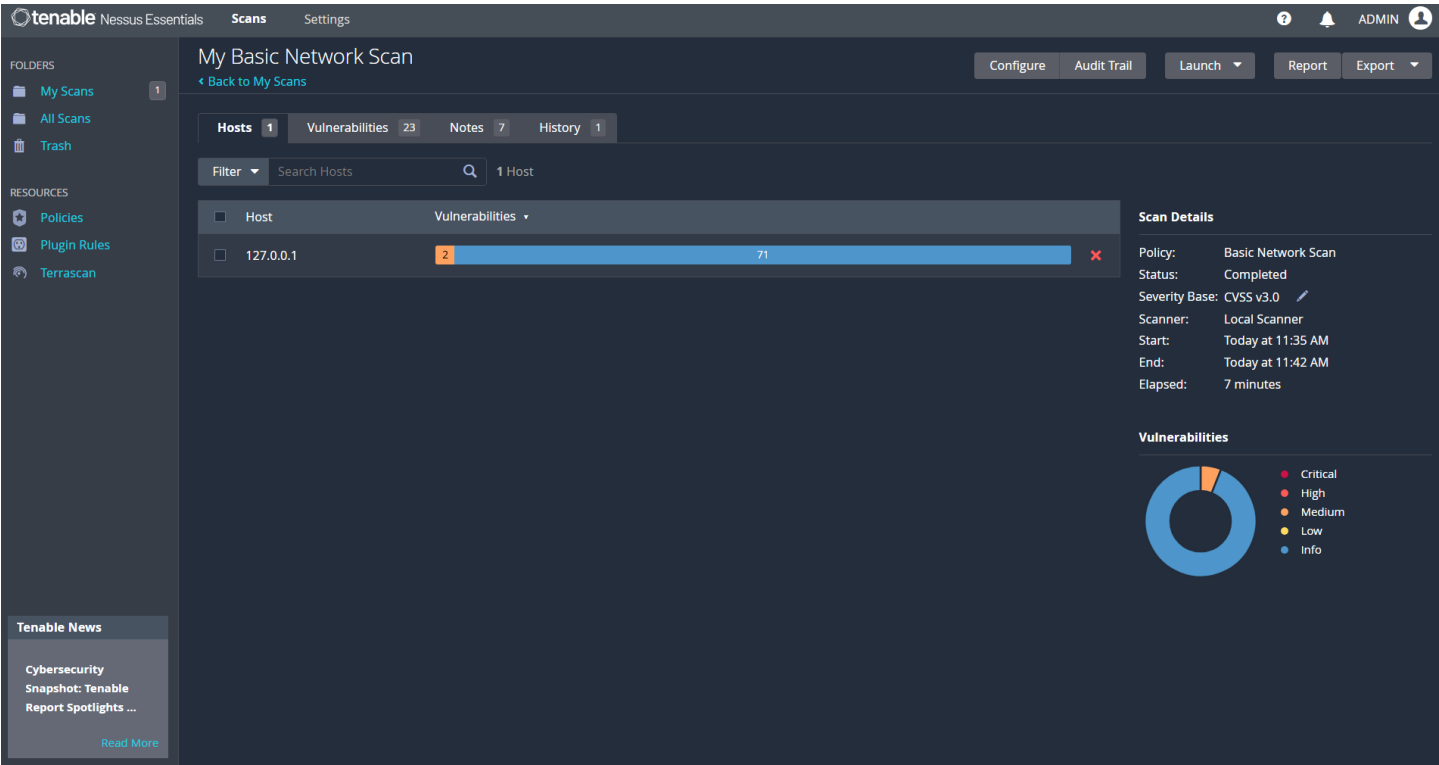 tenable Nessus Essentials Scans Settings ? ADMIN
FOLDERS
My Scans 1
All Scans
Trash
RESOURCES
Policies
Plugin Rules
Terrascan
Tenable News
Cybersecurity
Snapshot: Tenable
Report Spotlights ...
Read More
My Basic Network Scan
‹ Back to My Scans
Configure Audit Trail Launch Report Export
Hosts 1 Vulnerabilities 23 Notes 7 History 1
Filter Search Hosts 1 Host
Host Vulnerabilities
127.0.0.1 2 71
Scan Details
Policy: Basic Network Scan
Status: Completed
Severity Base: CVSS v3.0
Scanner: Local Scanner
Start: Today at 11:35 AM
End: Today at 11:42 AM
Elapsed: 7 minutes
Vulnerabilities
Critical
High
Medium
Low
Info